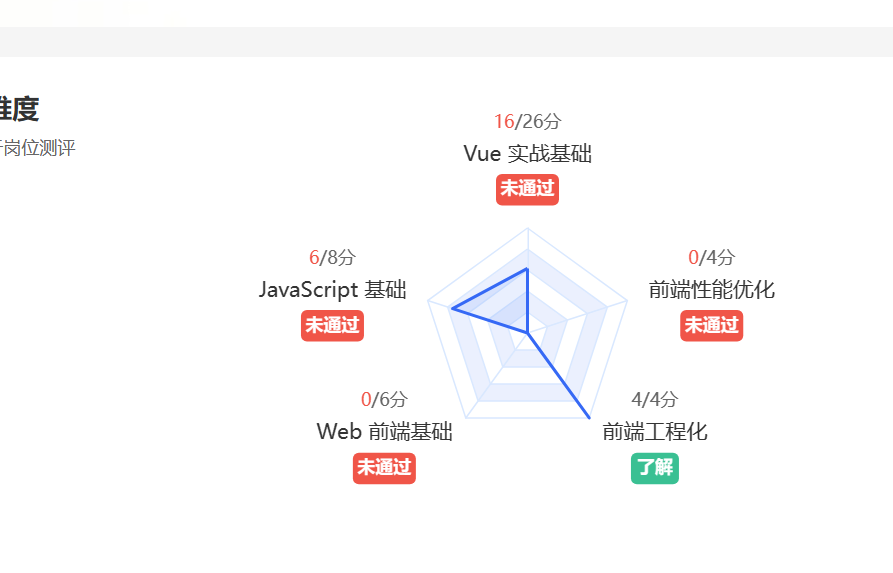 度
岗位测评
16/26分
Vue 实战基础
未通过
6/8分
JavaScript 基础
未通过
0/4分
前端性能优化
未通过
0/6分
Web 前端基础
未通过
4/4分
前端工程化
了解